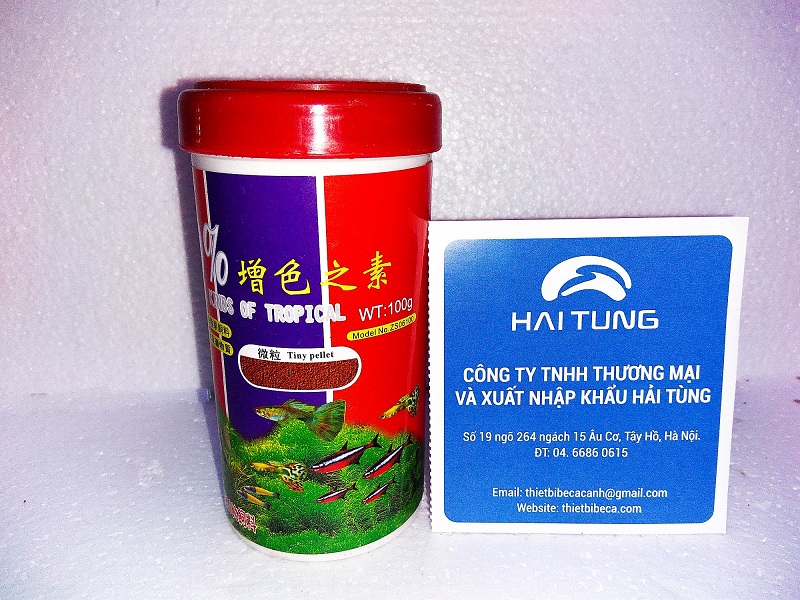 %
增色之素
OF TROPICAL
WT:100g
Model No.
微粒 Tiny pellet
HAI TUNG
CÔNG TY TNHH THƯƠNG MẠI
VÀ XUẤT NHẬP KHẨU HẢI TÙNG
Số 19 ngõ 264 ngách 15 Âu Cơ, Tây Hồ, Hà Nội.
ĐT: 04. 6686 0615
Email: thietbibecacanh@gmail.com
Website: thietbibeca.com